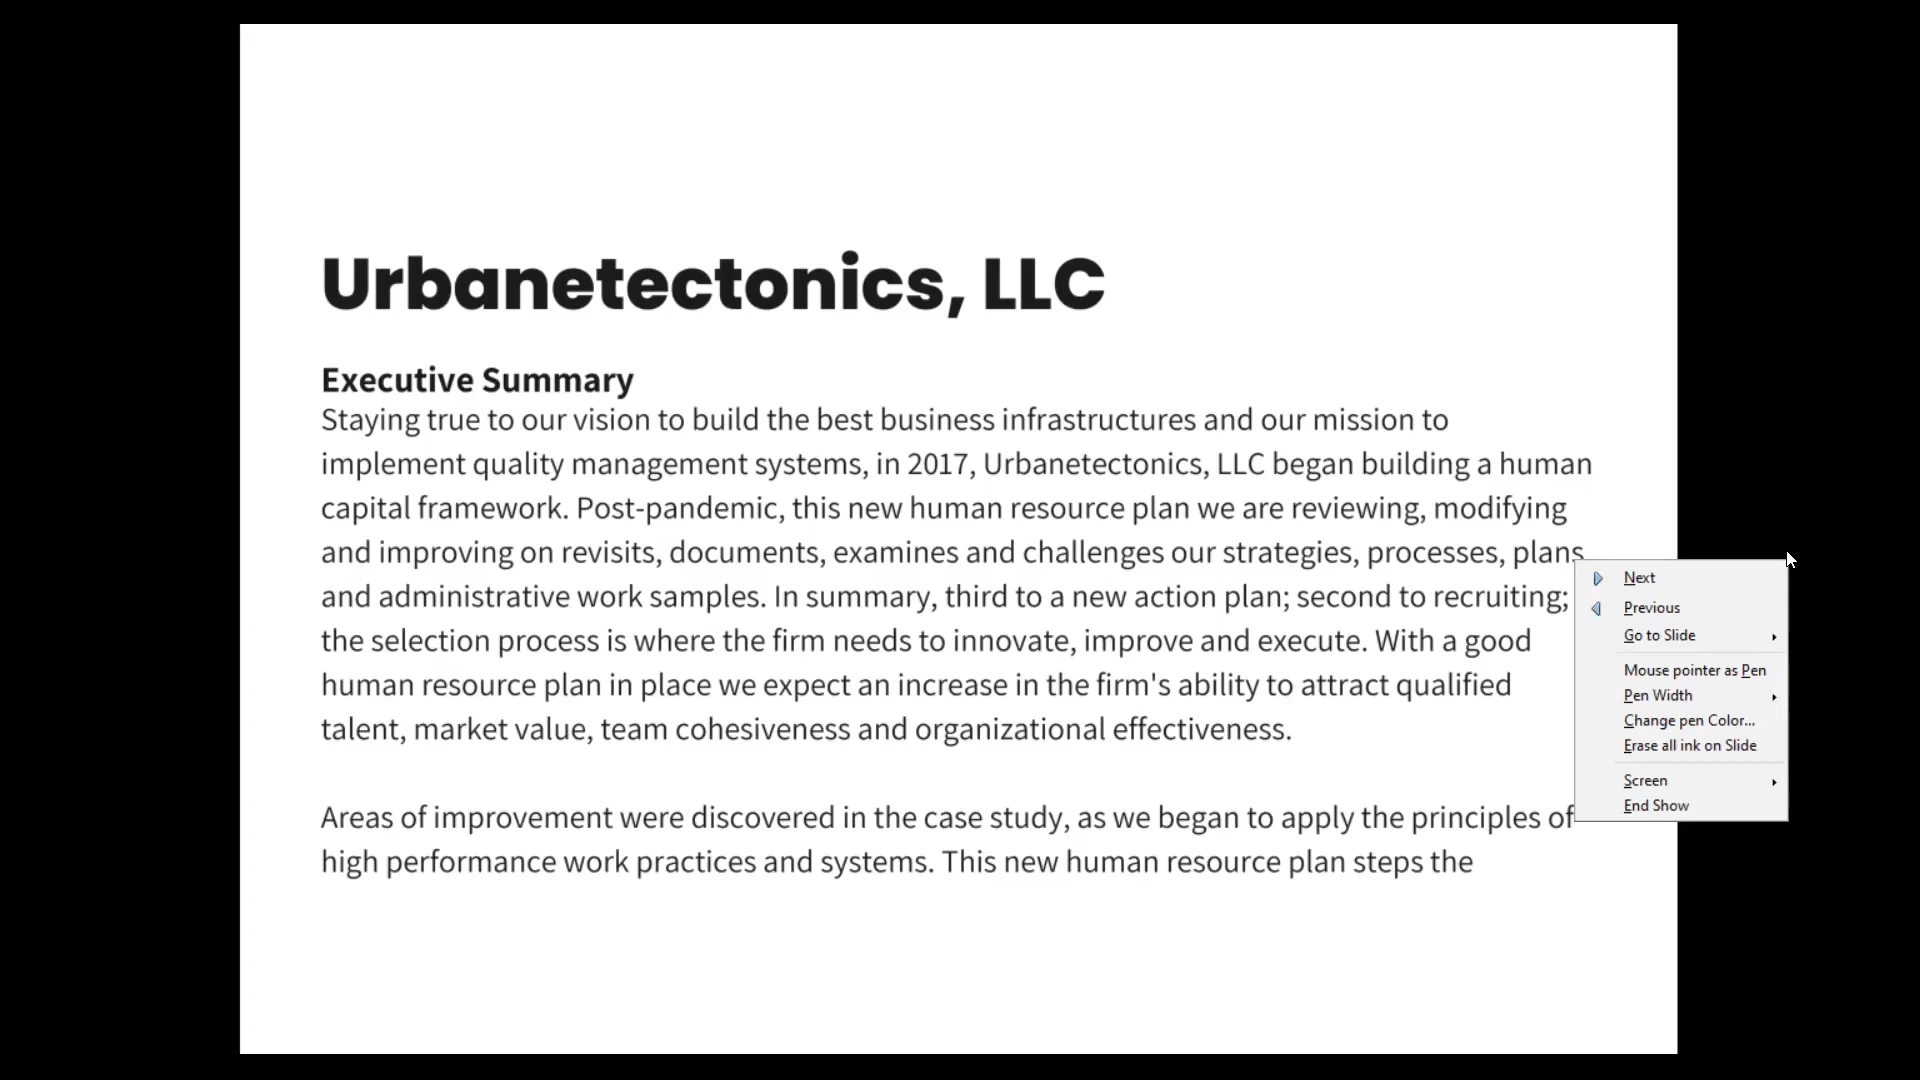 Urbanetectonics, LLC
Executive Summary
Staying true to our vision to build the best business infrastructures and our mission to
implement quality management systems, in 2017, Urbanetectonics, LLC began building a human
capital framework. Post-pandemic, this new human resource plan we are reviewing, modifying
and improving on revisits, documents, examines and challenges our strategies, processes, plans
and administrative work samples. In summary, third to a new action plan; second to recruiting;
the selection process is where the firm needs to innovate, improve and execute. With a good
human resource plan in place we expect an increase in the firm's ability to attract qualified
talent, market value, team cohesiveness and organizational effectiveness.
Areas of improvement were discovered in the case study, as we began to apply the principles of
high performance work practices and systems. This new human resource plan steps the
Next
Previous
Go to Slide
Mouse pointer as Pen
Pen Width
Change pen Color...
Erase all ink on Slide
Screen
End Show